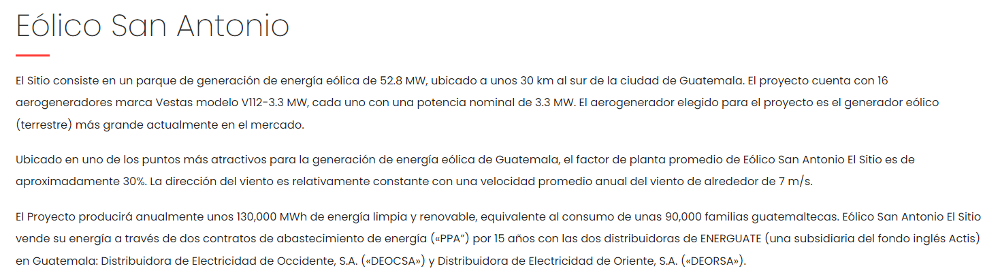 Eólico San Antonio
El Sitio consiste en un parque de generación de energía eólica de 52.8 MW, ubicado a unos 30 km al sur de la ciudad de Guatemala. El proyecto cuenta con 16
aerogeneradores marca Vestas modelo V112-3.3 MW, cada uno con una potencia nominal de 3.3 MW. El aerogenerador elegido para el proyecto es el generador eólico
(terrestre) más grande actualmente en el mercado.
Ubicado en uno de los puntos más atractivos para la generación de energía eólica de Guatemala, el factor de planta promedio de Eólico San Antonio El Sitio es de
aproximadamente 30%. La dirección del viento es relativamente constante con una velocidad promedio anual del viento de alrededor de 7 m/s.
El Proyecto producirá anualmente unos 130,000 MWh de energía limpia y renovable, equivalente al consumo de unas 90,000 familias guatemaltecas. Eólico San Antonio El Sitio
vende su energía a través de dos contratos de abastecimiento de energía («PPA”) por 15 años con las dos distribuidoras de ENERGUATE (una subsidiaria del fondo inglés Actis)
en Guatemala: Distribuidora de Electricidad de Occidente, S.A. («DEOCSA») y Distribuidora de Electricidad de Oriente, S.A. («DEORSA»).